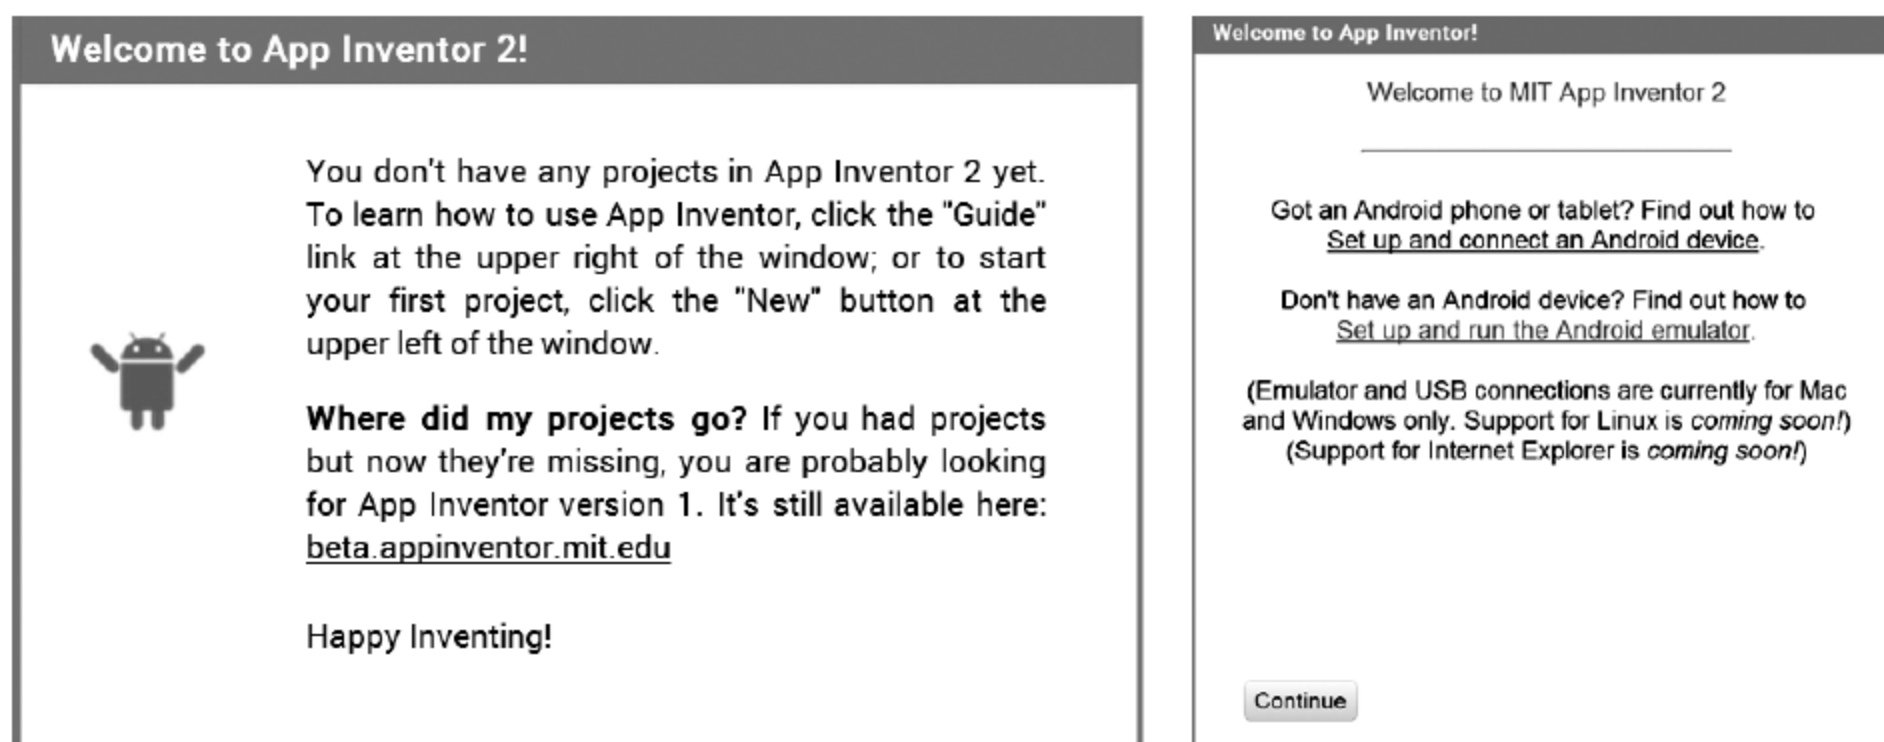 Welcome to App Inventor 2!
You don't have any projects in App Inventor 2 yet.
To learn how to use App Inventor, click the "Guide"
link at the upper right of the window; or to start
your first project, click the "New" button at the
upper left of the window.
Where did my projects go? If you had projects
but now they're missing, you are probably looking
for App Inventor version 1. It's still available here:
beta.appinventor.mit.edu
Happy Inventing!
Welcome to App Inventor!
Welcome to MIT App Inventor 2
Got an Android phone or tablet? Find out how to
Set up and connect an Android device.
Don't have an Android device? Find out how to
Set up and run the Android emulator.
(Emulator and USB connections are currently for Mac
and Windows only. Support for Linux is coming soon!)
(Support for Internet Explorer is coming soon!)
Continue